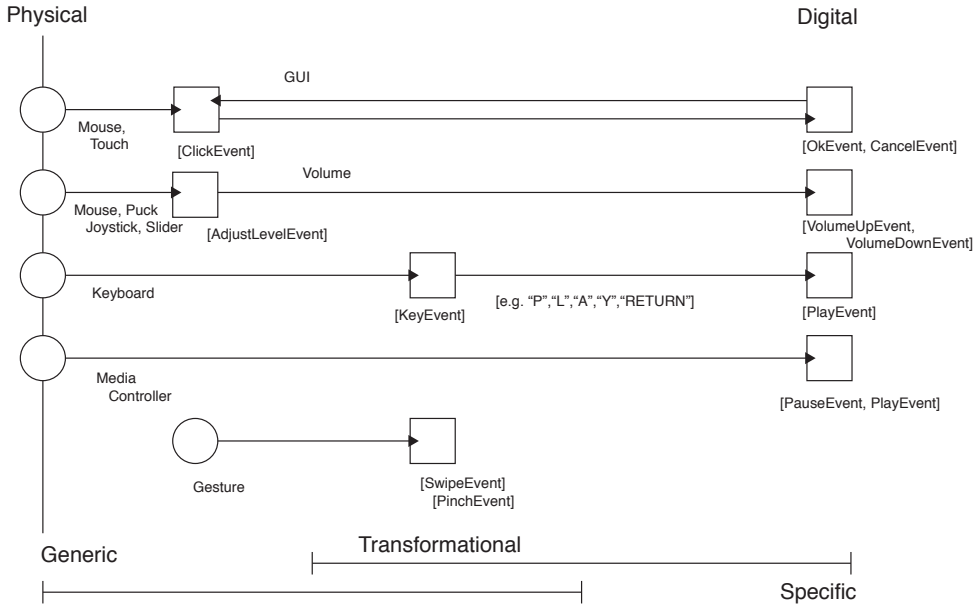 Physical
Digital
GUI
Mouse,
Touch
[ClickEvent]
[OkEvent, CancelEvent]
Volume
Mouse, Puck
Joystick, Slider
[AdjustLevelEvent]
[VolumeUpEvent,
VolumeDownEvent]
Keyboard
[KeyEvent]
[e.g. “P”,“L”,“A”,“Y”,“RETURN”]
[PlayEvent]
Media
Controller
[PauseEvent, PlayEvent]
Gesture
[SwipeEvent]
[PinchEvent]
Generic
Transformational
Specific